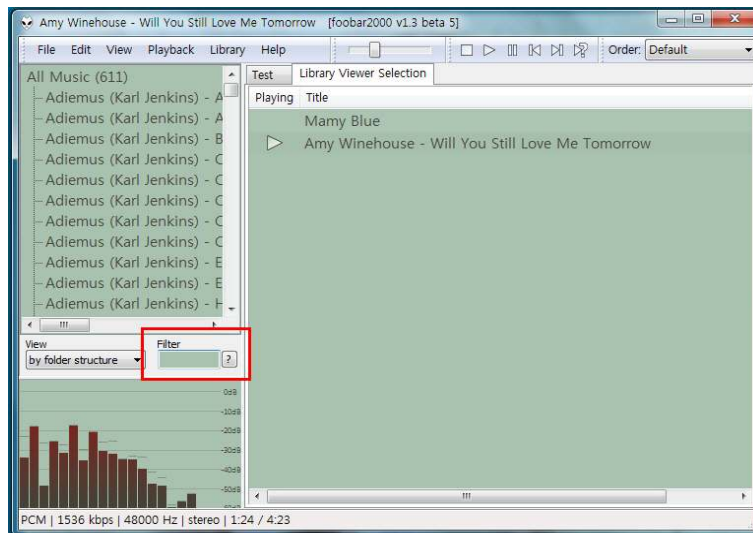 Amy Winehouse - Will You Still Love Me Tomorrow [foobar2000 v1.3 beta 5]
File Edit View Playback Library Help Order: Default
All Music (611)
Adiemus (Karl Jenkins) - A
Adiemus (Karl Jenkins) - A
Adiemus (Karl Jenkins) - B
Adiemus (Karl Jenkins) - C
Adiemus (Karl Jenkins) - C
Adiemus (Karl Jenkins) - C
Adiemus (Karl Jenkins) - C
Adiemus (Karl Jenkins) - C
Adiemus (Karl Jenkins) - E
Adiemus (Karl Jenkins) - E
Adiemus (Karl Jenkins) - H
View Filter
by folder structure ?
0dB
-10dB
-20dB
-30dB
-40dB
-50dB
Test Library Viewer Selection
Playing Title
Mamy Blue
Amy Winehouse - Will You Still Love Me Tomorrow
PCM | 1536 kbps | 48000 Hz | stereo | 1:24 / 4:23